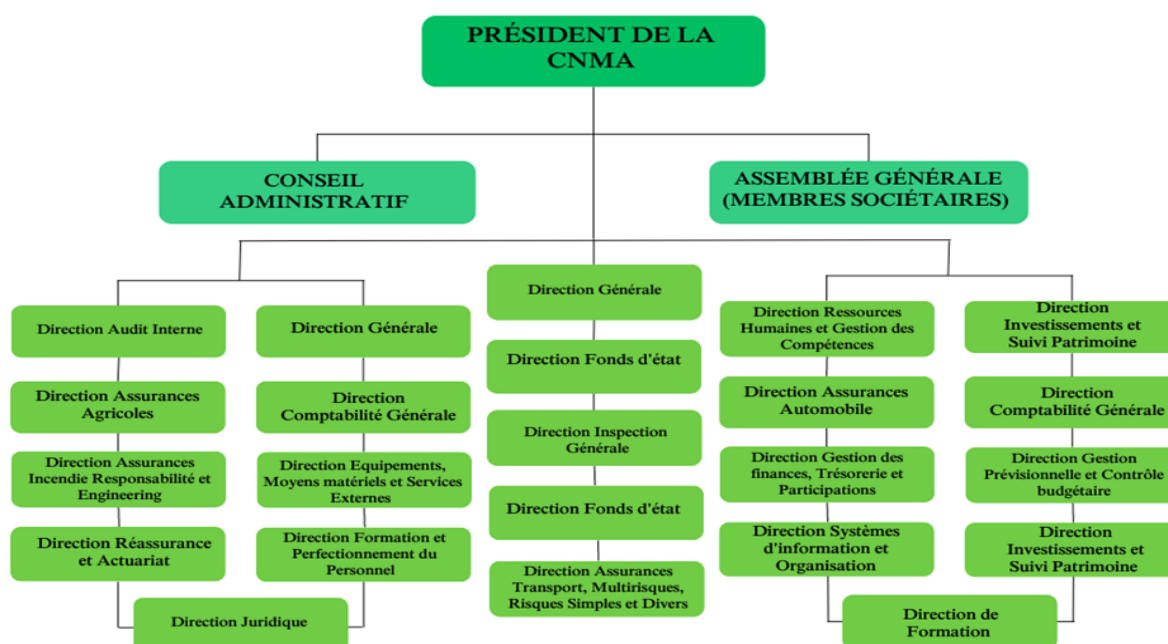 PRÉSIDENT DE LA
CNMA
CONSEIL
ADMINISTRATIF
ASSEMBLÉE GÉNÉRALE
(MEMBRES SOCIÉTAIRES)
Direction Audit Interne
Direction Assurances
Agricoles
Direction Assurances
Incendie Responsabilité et
Engineering
Direction Réassurance
et Actuariat
Direction Générale
Direction
Comptabilité Générale
Direction Equipements,
Moyens matériels et Services
Externes
Direction Formation et
Perfectionnement du
Personnel
Direction Juridique
Direction Générale
Direction Fonds d'état
Direction Inspection
Générale
Direction Fonds d'état
Direction Assurances
Transport, Multirisques,
Risques Simples et Divers
Direction Ressources
Humaines et Gestion des
Compétences
Direction Assurances
Automobile
Direction Gestion des
finances, Trésorerie et
Participations
Direction Systèmes
d'information et
Organisation
Direction
Investissements et
Suivi Patrimoine
Direction
Comptabilité Générale
Direction Gestion
Prévisionnelle et Contrôle
budgétaire
Direction
Investissements et
Suivi Patrimoine
Direction de
Formation